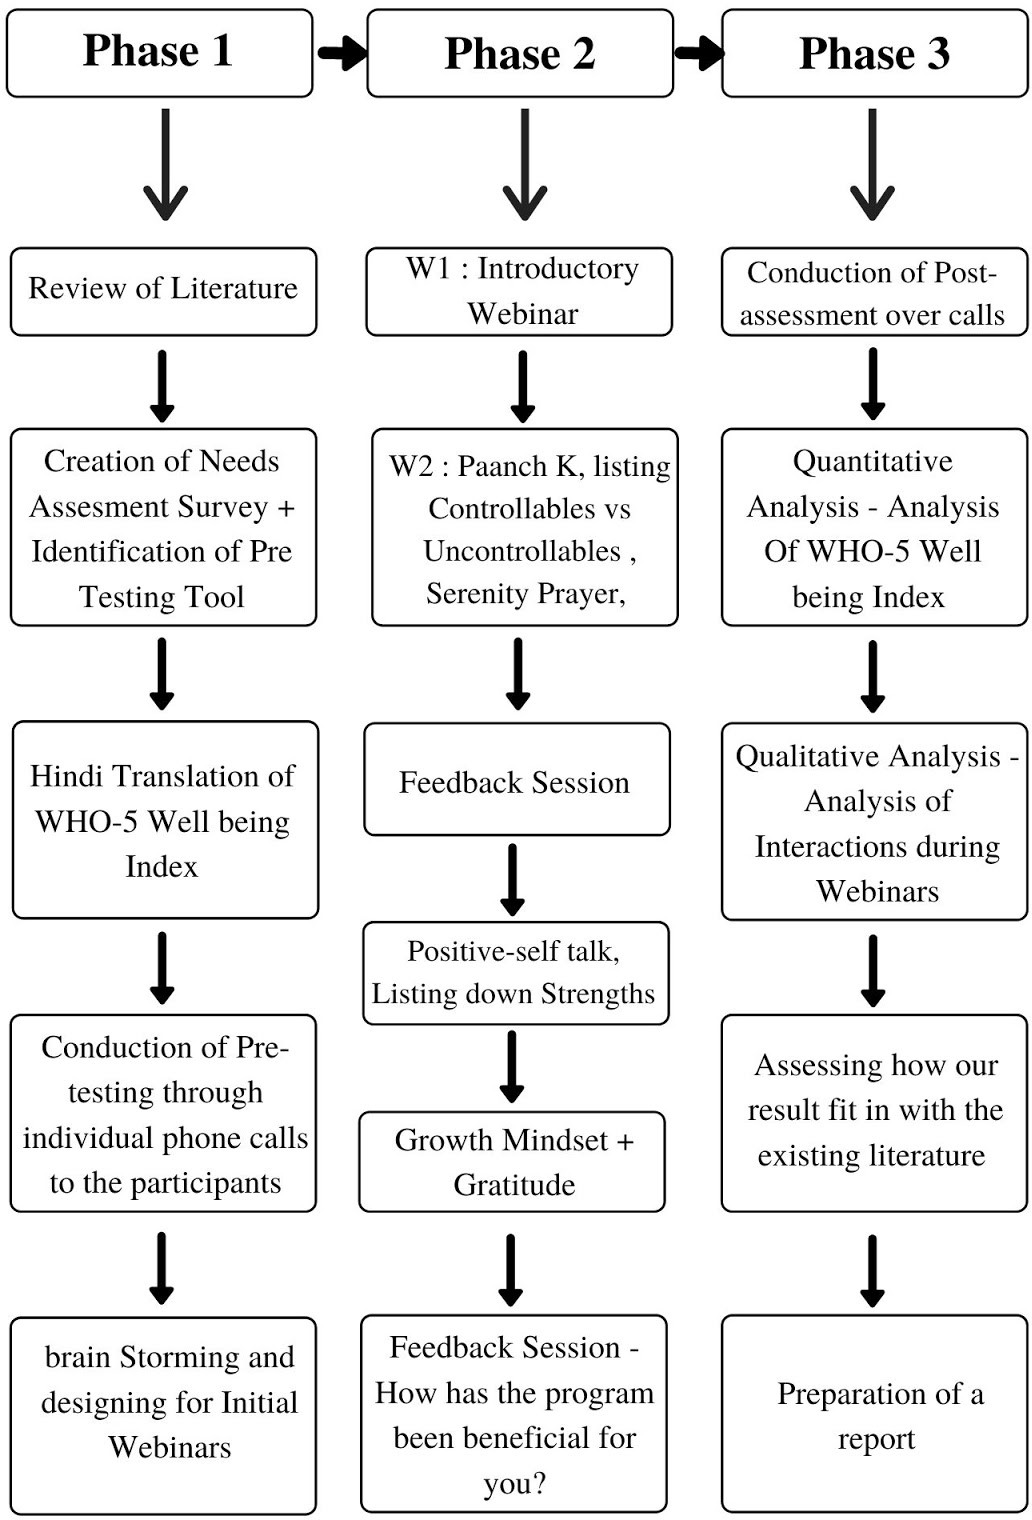 Phase 1
Phase 2
Phase 3
Review of Literature
Creation of Needs
Assesment Survey +
Identification of Pre
Testing Tool
Hindi Translation of
WHO-5 Well being
Index
Conduction of Pre-
testing through
individual phone calls
to the participants
brain Storming and
designing for Initial
Webinars
W1 : Introductory
Webinar
W2 : Paanch K, listing
Controllables vs
Uncontrollables ,
Serenity Prayer,
Feedback Session
Positive-self talk,
Listing down Strengths
Growth Mindset +
Gratitude
Feedback Session -
How has the program
been beneficial for
you?
Conduction of Post-
assessment over calls
Quantitative
Analysis - Analysis
Of WHO-5 Well
being Index
Qualitative Analysis -
Analysis of
Interactions during
Webinars
Assessing how our
result fit in with the
existing literature
Preparation of a
report